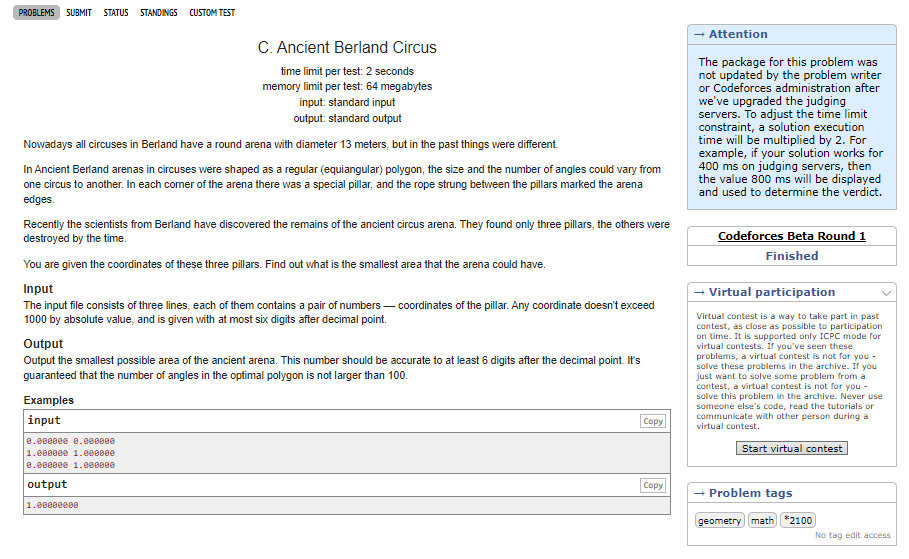 PROBLEMS SUBMIT STATUS STANDINGS CUSTOM TEST
C. Ancient Berland Circus
time limit per test: 2 seconds
memory limit per test: 64 megabytes
input: standard input
output: standard output
Nowadays all circuses in Berland have a round arena with diameter 13 meters, but in the past things were different.
In Ancient Berland arenas in circuses were shaped as a regular (equiangular) polygon, the size and the number of angles could vary from
one circus to another. In each corner of the arena there was a special pillar, and the rope strung between the pillars marked the arena
edges.
Recently the scientists from Berland have discovered the remains of the ancient circus arena. They found only three pillars, the others were
destroyed by the time.
You are given the coordinates of these three pillars. Find out what is the smallest area that the arena could have.
Input
The input file consists of three lines, each of them contains a pair of numbers –– coordinates of the pillar. Any coordinate doesn't exceed
1000 by absolute value, and is given with at most six digits after decimal point.
Output
Output the smallest possible area of the ancient arena. This number should be accurate to at least 6 digits after the decimal point. It's
guaranteed that the number of angles in the optimal polygon is not larger than 100.
Examples
input
Copy
0.000000 0.000000
1.000000 1.000000
0.000000 1.000000
output
Copy
1.00000000
→ Attention
The package for this problem was
not updated by the problem writer
or Codeforces administration after
we've upgraded the judging
servers. To adjust the time limit
constraint, a solution execution
time will be multiplied by 2. For
example, if your solution works for
400 ms on judging servers, then
the value 800 ms will be displayed
and used to determine the verdict.
Codeforces Beta Round 1
Finished
→ Virtual participation
Virtual contest is a way to take part in past
contest, as close as possible to participation
on time. It is supported only ICPC mode for
virtual contests. If you've seen these
problems, a virtual contest is not for you -
solve these problems in the archive. If you
just want to solve some problem from a
contest, a virtual contest is not for you -
solve this problem in the archive. Never use
someone else's code, read the tutorials or
communicate with other person during a
virtual contest.
Start virtual contest
→ Problem tags
geometry math *2100
No tag edit access